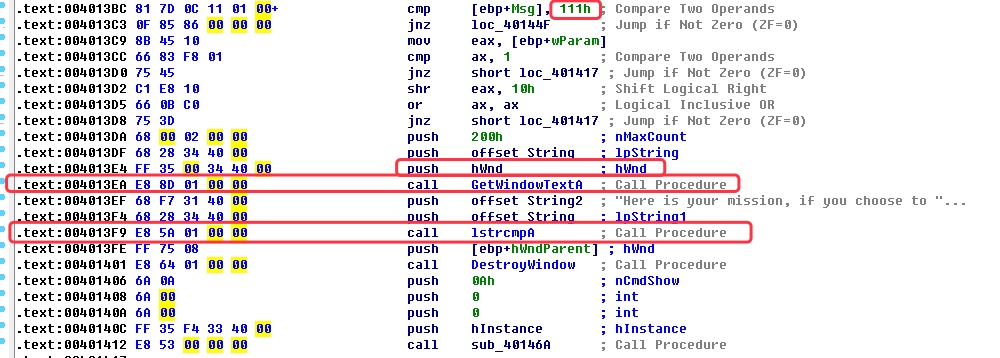 .text:004013BC 81 7D 0C 11 01 00+ cmp [ebp+Msg], 111h ; Compare Two Operands
.text:004013C3 0F 85 86 00 00 00 jnz loc_40144F ; Jump if Not Zero (ZF=0)
.text:004013C9 8B 45 10 mov eax, [ebp+wParam]
.text:004013CC 66 83 F8 01 cmp ax, 1 ; Compare Two Operands
.text:004013D0 75 45 jnz short loc_401417 ; Jump if Not Zero (ZF=0)
.text:004013D2 C1 E8 10 shr eax, 10h ; Shift Logical Right
.text:004013D5 66 0B C0 or ax, ax ; Logical Inclusive OR
.text:004013D8 75 3D jnz short loc_401417 ; Jump if Not Zero (ZF=0)
.text:004013DA 68 00 02 00 00 push 200h ; nMaxCount
.text:004013DF 68 28 34 40 00 push offset String ; lpString
.text:004013E4 FF 35 00 34 40 00 push hWnd ; hWnd
.text:004013EA E8 8D 01 00 00 call GetWindowTextA ; Call Procedure
.text:004013EF 68 F7 31 40 00 push offset String2 ; "Here is your mission, if you choose to "...
.text:004013F4 68 28 34 40 00 push offset String ; lpString1
.text:004013F9 E8 5A 01 00 00 call lstrcmpA ; Call Procedure
.text:004013FE FF 75 08 push [ebp+hWndParent] ; hWnd
.text:00401401 E8 64 01 00 00 call DestroyWindow ; Call Procedure
.text:00401406 6A 0A push 0Ah ; nCmdShow
.text:00401408 6A 00 push 0 ; int
.text:0040140A 6A 00 push 0 ; int
.text:0040140C FF 35 F4 33 40 00 push hInstance ; hInstance
.text:00401412 E8 53 00 00 00 call sub_40146A ; Call Procedure